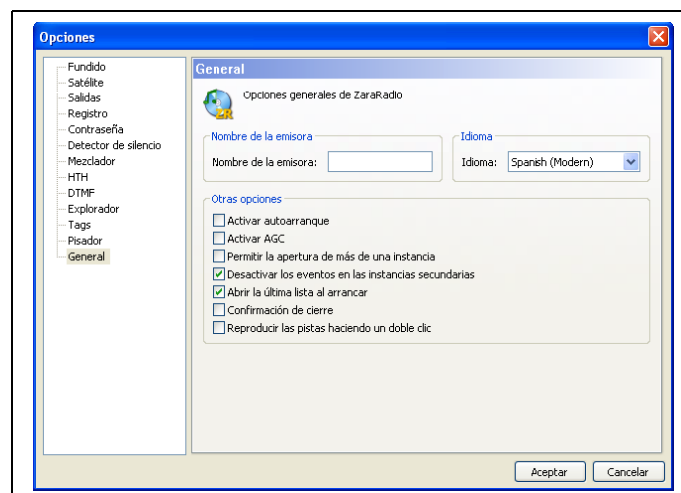 Opciones
Fundido
Satélite
Salidas
Registro
Contraseña
Detector de silencio
Mezclador
HTH
DTMF
Explorador
Tags
Pisador
General
General
ZR
Opciones generales de ZaraRadio
Nombre de la emisora
Nombre de la emisora:
Idioma
Idioma: Spanish (Modern)
Otras opciones
Activar autoarranque
Activar AGC
Permitir la apertura de más de una instancia
Desactivar los eventos en las instancias secundarias
Abrir la última lista al arrancar
Confirmación de cierre
Reproducir las pistas haciendo un doble clic
Aceptar Cancelar